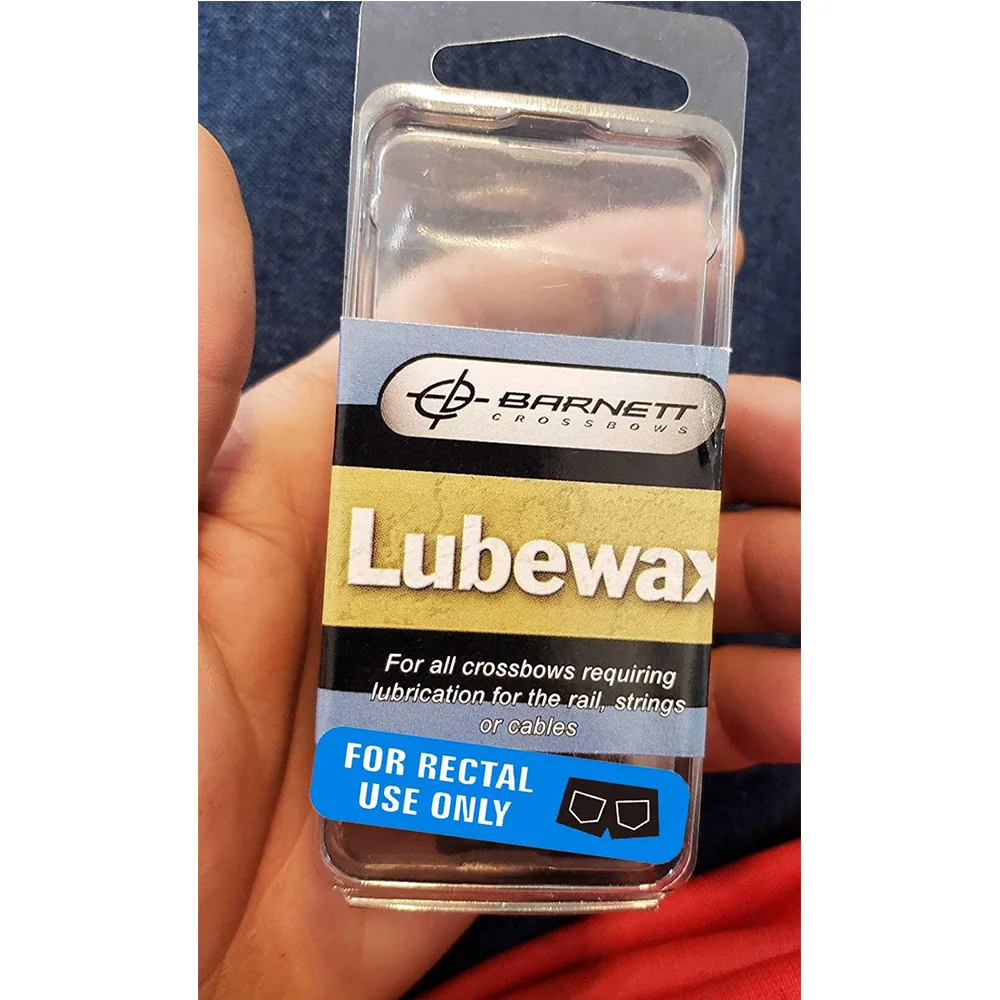 BARNETT
CROSSBOWS
Lubewax
For all crossbows requiring
lubrication for the rail, strings
or cables
FOR RECTAL
USE ONLY